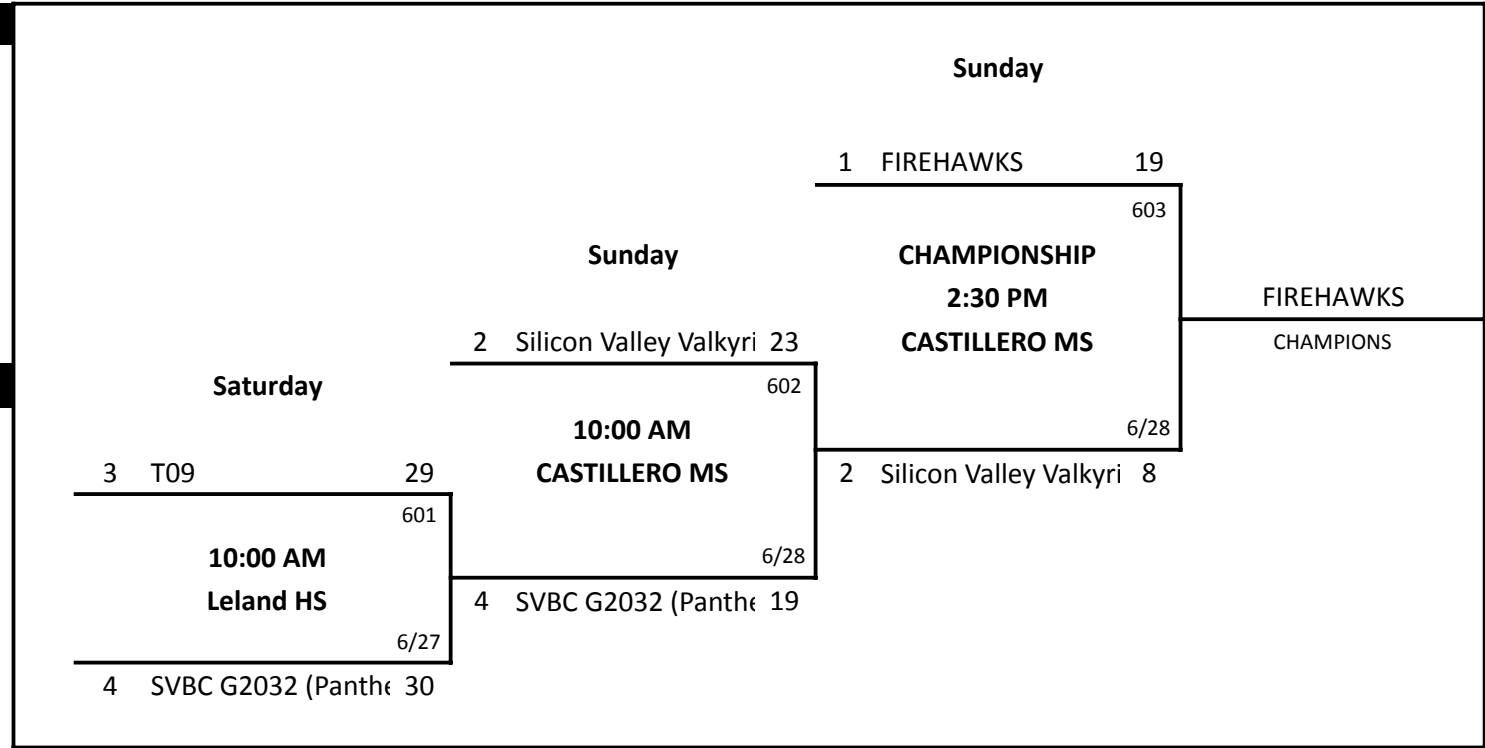 Sunday
1 FIREHAWKS 19
603
Sunday
CHAMPIONSHIP
2:30 PM
FIREHAWKS
2 Silicon Valley Valkyri 23
CASTILLERO MS
CHAMPIONS
Saturday
602
10:00 AM
6/28
3 T09 29
CASTILLERO MS
2 Silicon Valley Valkyri 8
601
10:00 AM
6/28
Leland HS
4 SVBC G2032 (Panthe 19
6/27
4 SVBC G2032 (Panthe 30